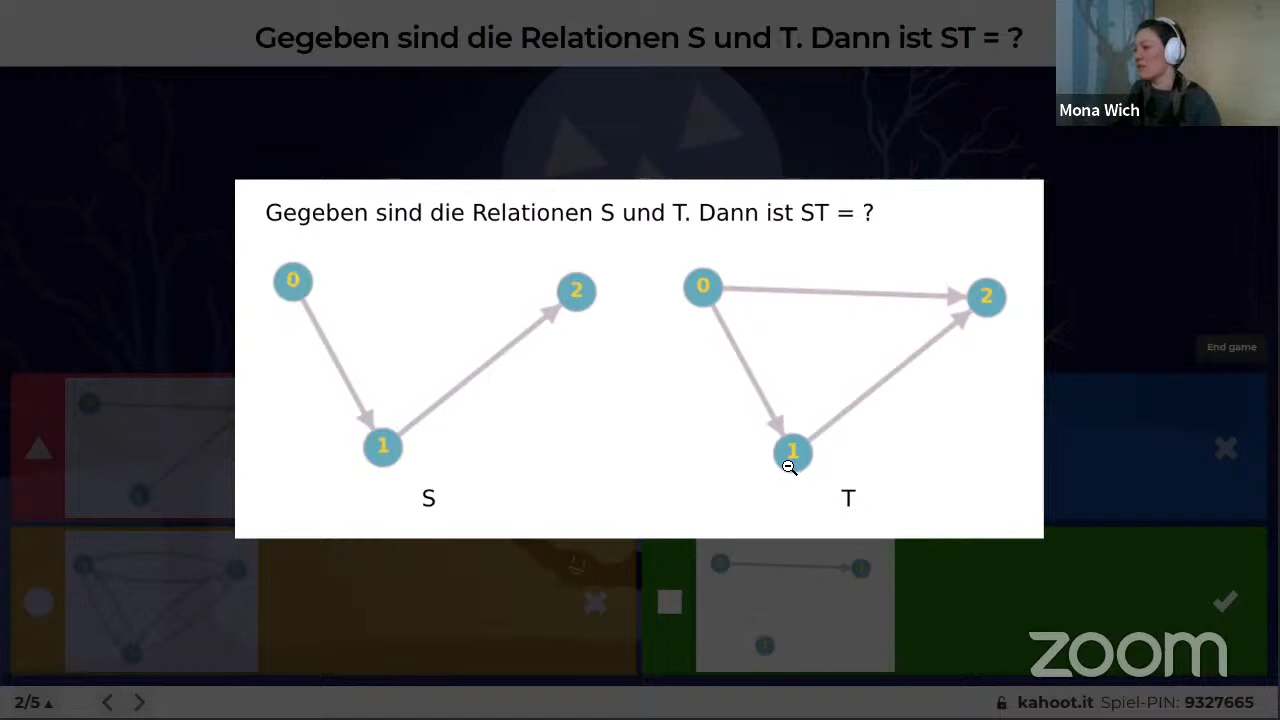 Gegeben sind die Relationen S und T. Dann ist ST = ?
Mona Wich
Gegeben sind die Relationen S und T. Dann ist ST = ?
0
2
1
S
0
2
1
T
End game
zoom
2/5
kahoot.it Spiel-PIN: 9327665